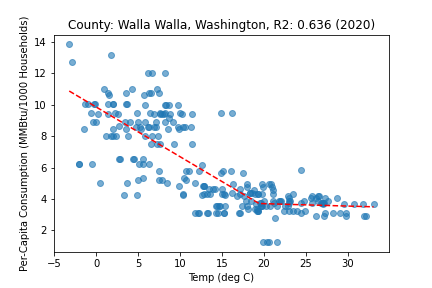 County: Walla Walla, Washington, R2: 0.636 (2020)
Per-Capita Consumption (MMBtu/1000 Households)
14
12
10
8
6
4
2
−5 0 5 10 15 20 25 30
Temp (deg C)